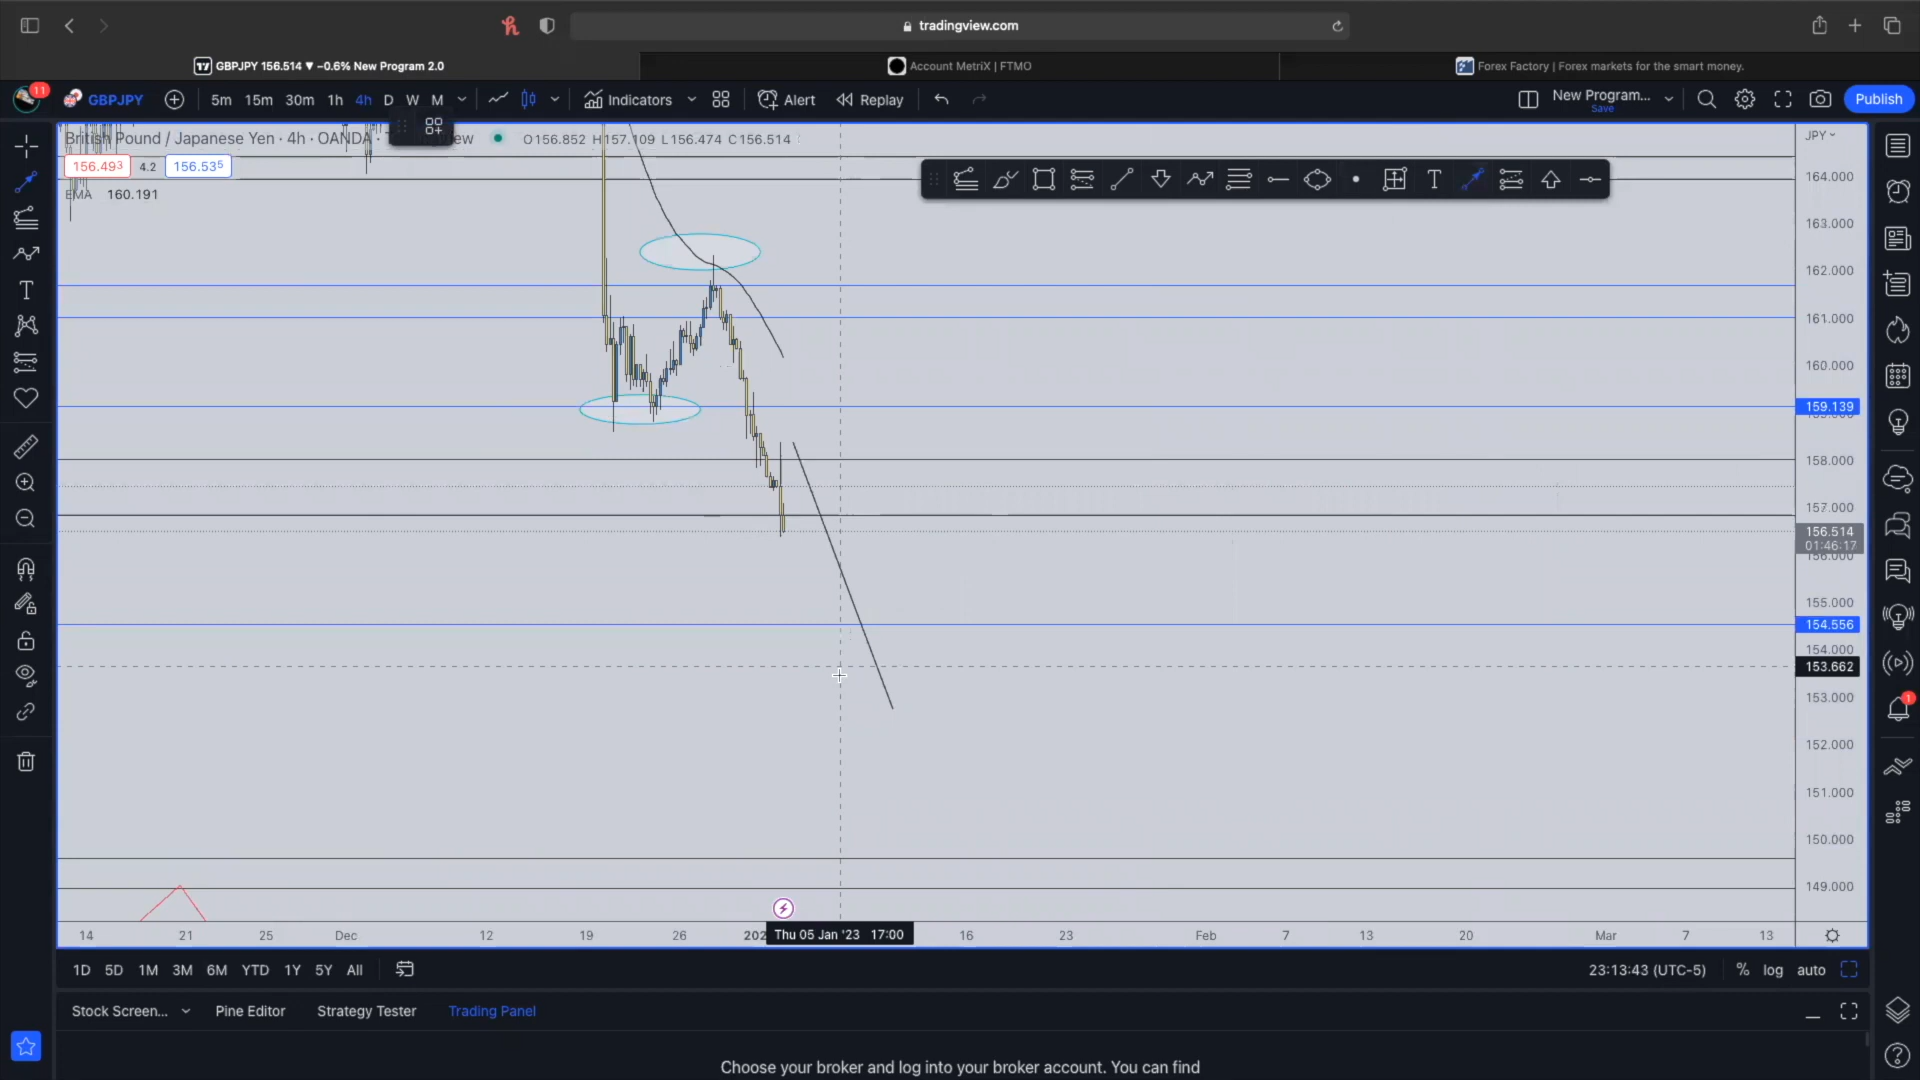 tradingview.com
GBPJPY 156.514 ▼ −0.6% New Program 2.0
Account MetriX | FTMO
Forex Factory | Forex markets for the smart money.
11
GBPJPY
5m 15m 30m 1h 4h D W M
Indicators
Alert
Replay
New Program...
Save
Publish
British Pound / Japanese Yen · 4h · OANDA ·
O156.852 H157.109 L156.474 C156.514
156.493 4.2 156.535
EMA 160.191
JPY
164.000
163.000
162.000
161.000
160.000
159.139
158.000
157.000
156.514
01:46:17
156.000
155.000
154.556
154.000
153.662
153.000
152.000
151.000
150.000
149.000
1
14 21 25 Dec 12 19 26 202 Thu 05 Jan '23 17:00 16 23 Feb 7 13 20 Mar 7 13
1D 5D 1M 3M 6M YTD 1Y 5Y All
23:13:43 (UTC-5) % log auto
Stock Screen... Pine Editor Strategy Tester Trading Panel
Choose your broker and log into your broker account. You can find